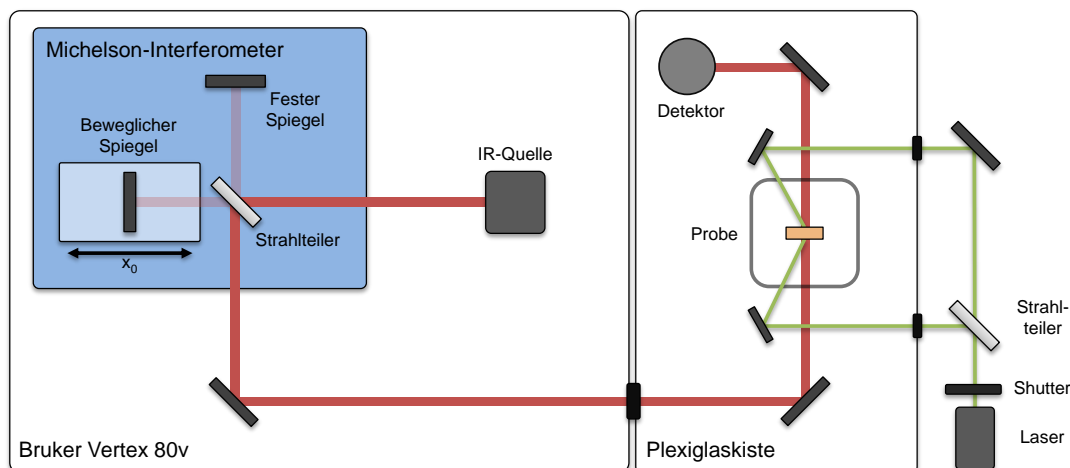 Michelson-Interferometer
Fester
Spiegel
Beweglicher
Spiegel
x₀
Strahlteiler
IR-Quelle
Bruker Vertex 80v
Detektor
Probe
Plexiglaskiste
Strahl-
teiler
Shutter
Laser